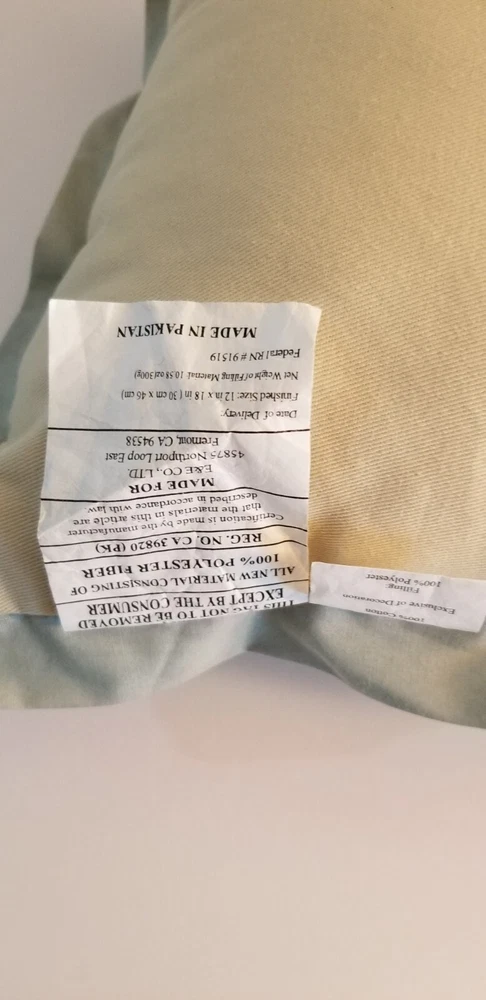 THIS TAG NOT TO BE REMOVED
EXCEPT BY THE CONSUMER
ALL NEW MATERIAL CONSISTING OF
100% POLYESTER FIBER
REG. NO. CA 39820 (PK)
Certification is made by the manufacturer
that the materials in this article are
described in accordance with law
MADE FOR
E&E CO., LTD.
45875 Northport Loop East
Fremont, CA 94538
Date of Delivery:
Finished Size: 12 in x 18 in ( 30 cm x 46 cm)
Net Weight of Filling Material: 10.58 oz(300g)
Federal RN # 91519
MADE IN PAKISTAN
100% Cotton
Exclusive of Decoration
Filling:
100% Polyester